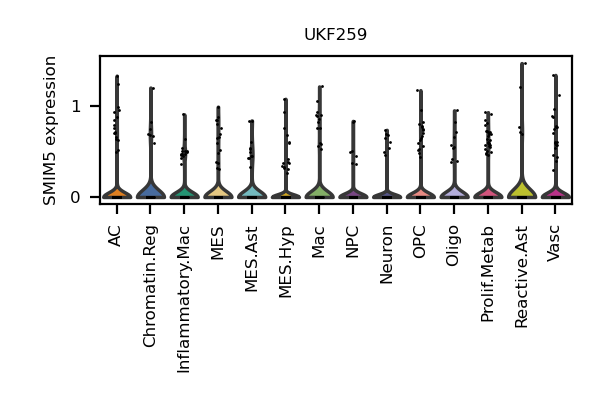 UKF259
SMIM5 expression
1
0
AC
Chromatin.Reg
Inflammatory.Mac
MES
MES.Ast
MES.Hyp
Mac
NPC
Neuron
OPC
Oligo
Prolif.Metab
Reactive.Ast
Vasc